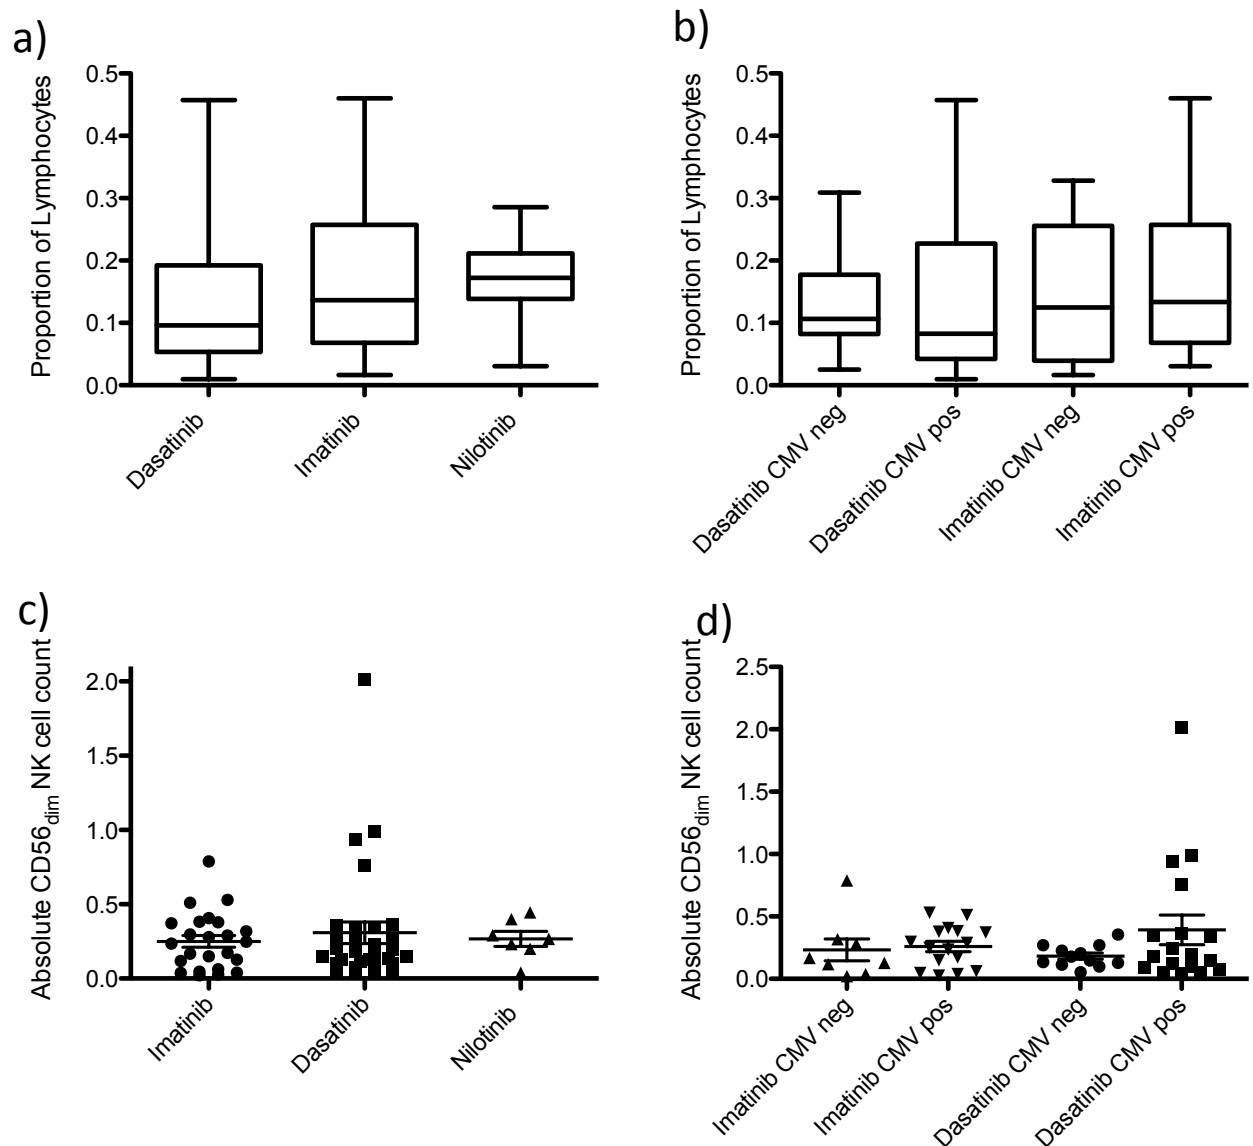 a)
Proportion of Lymphocytes
0.5
0.4
0.3
0.2
0.1
0.0
Dasatinib
Imatinib
Nilotinib
b)
Proportion of Lymphocytes
0.5
0.4
0.3
0.2
0.1
0.0
Dasatinib CMV neg
Dasatinib CMV pos
Imatinib CMV neg
Imatinib CMV pos
c)
Absolute CD56dim NK cell count
2.0
1.5
1.0
0.5
0.0
Imatinib
Dasatinib
Nilotinib
d)
Absolute CD56dim NK cell count
2.5
2.0
1.5
1.0
0.5
0.0
Imatinib CMV neg
Imatinib CMV pos
Dasatinib CMV neg
Dasatinib CMV pos